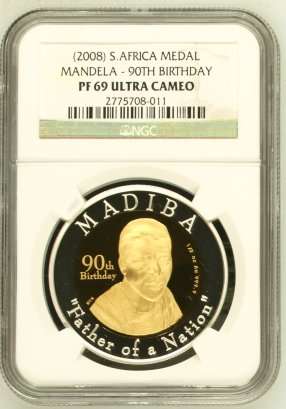 (2008) S.AFRICA MEDAL
MANDELA - 90TH BIRTHDAY
PF 69 ULTRA CAMEO
2775708-011
NGC
MADIBA
90th
Birthday
"Father of a Nation"